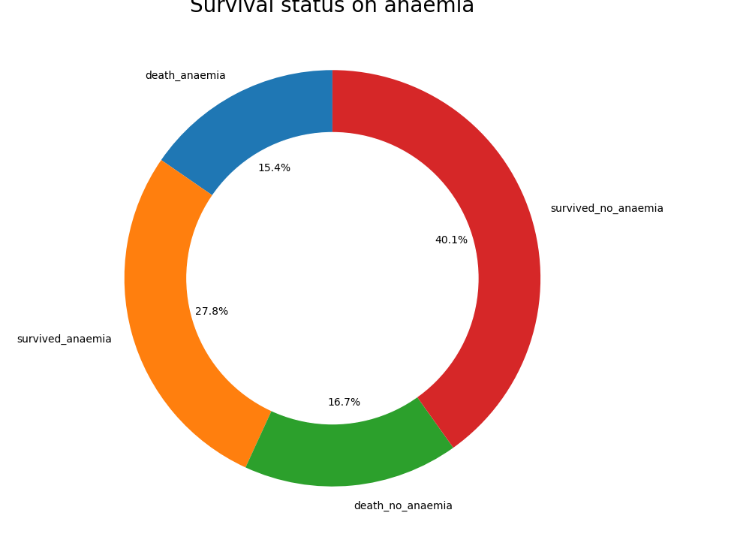 Survival status on anaemia
death_anaemia
15.4%
survived_no_anaemia
40.1%
27.8%
survived_anaemia
16.7%
death_no_anaemia